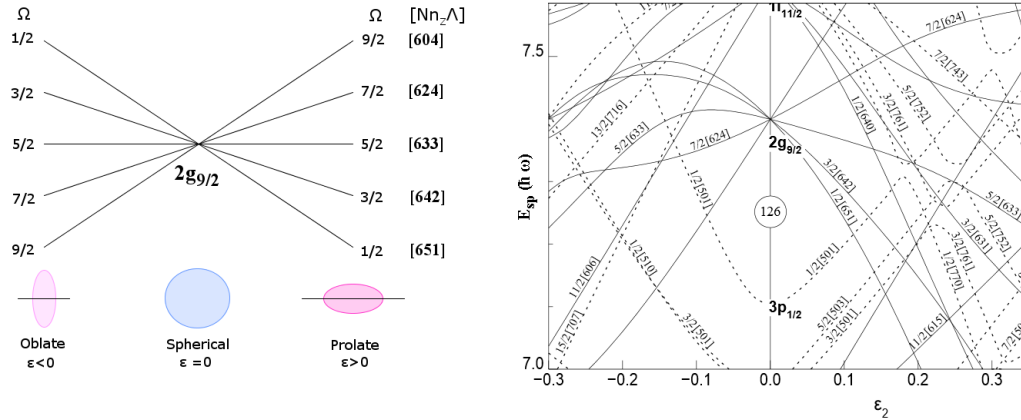 Ω Ω [Nn_zΛ]
1/2 9/2 [604]
3/2 7/2 [624]
5/2 5/2 [633]
2g9/2
7/2 3/2 [642]
9/2 1/2 [651]
Oblate Spherical Prolate
ε<0 ε=0 ε>0
E_sp (ħ ω)
7.5
7.0
1i11/2
7/2[624]
7/2[743]
5/2[752]
3/2[761]
1/2[640]
13/2[716]
5/2[633]
7/2[624]
2g9/2
1/2[501]
3/2[642]
1/2[651]
5/2[633]
126
5/2[752]
3/2[631]
3/2[761]
1/2[770]
1/2[510]
1/2[501]
11/2[606]
15/2[707]
3/2[501]
3p1/2
5/2[503]
3/2[501]
11/2[615]
−0.3 −0.2 −0.1 0.0 0.1 0.2 0.3
ε2